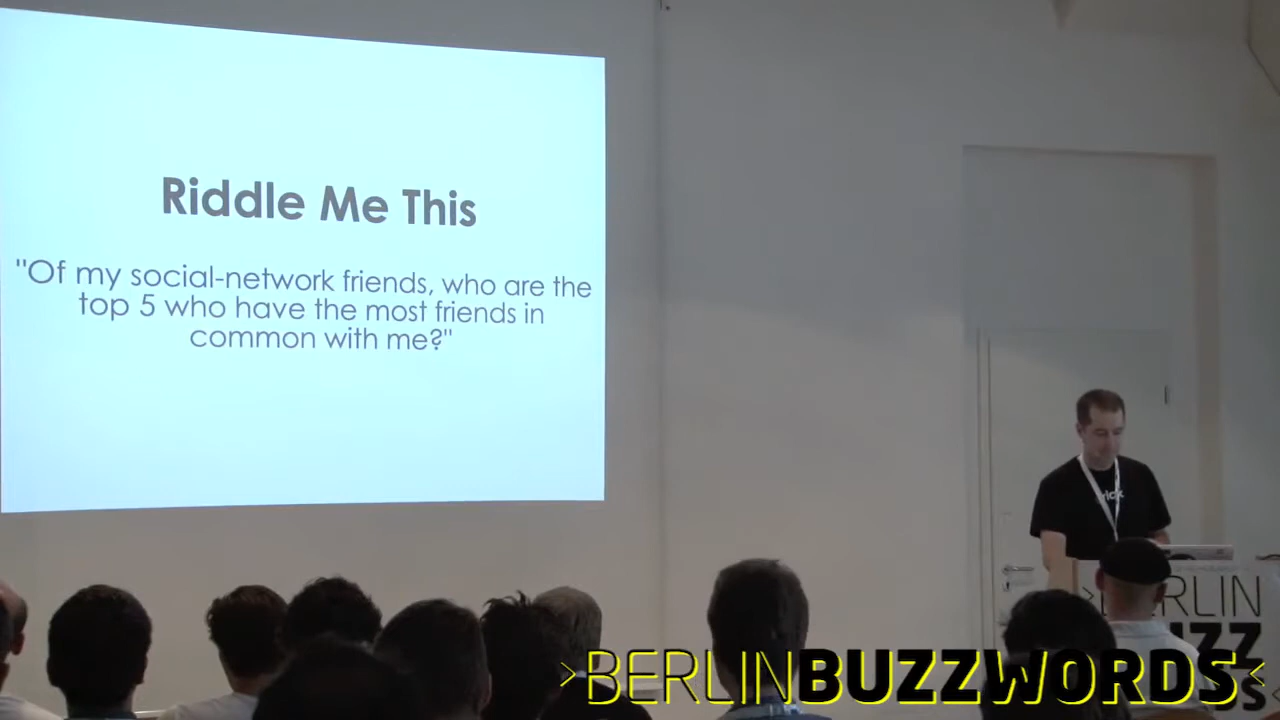 Riddle Me This
"Of my social-network friends, who are the
top 5 who have the most friends in
common with me?"
>BERLIN
>BERLINBUZZWORDS<